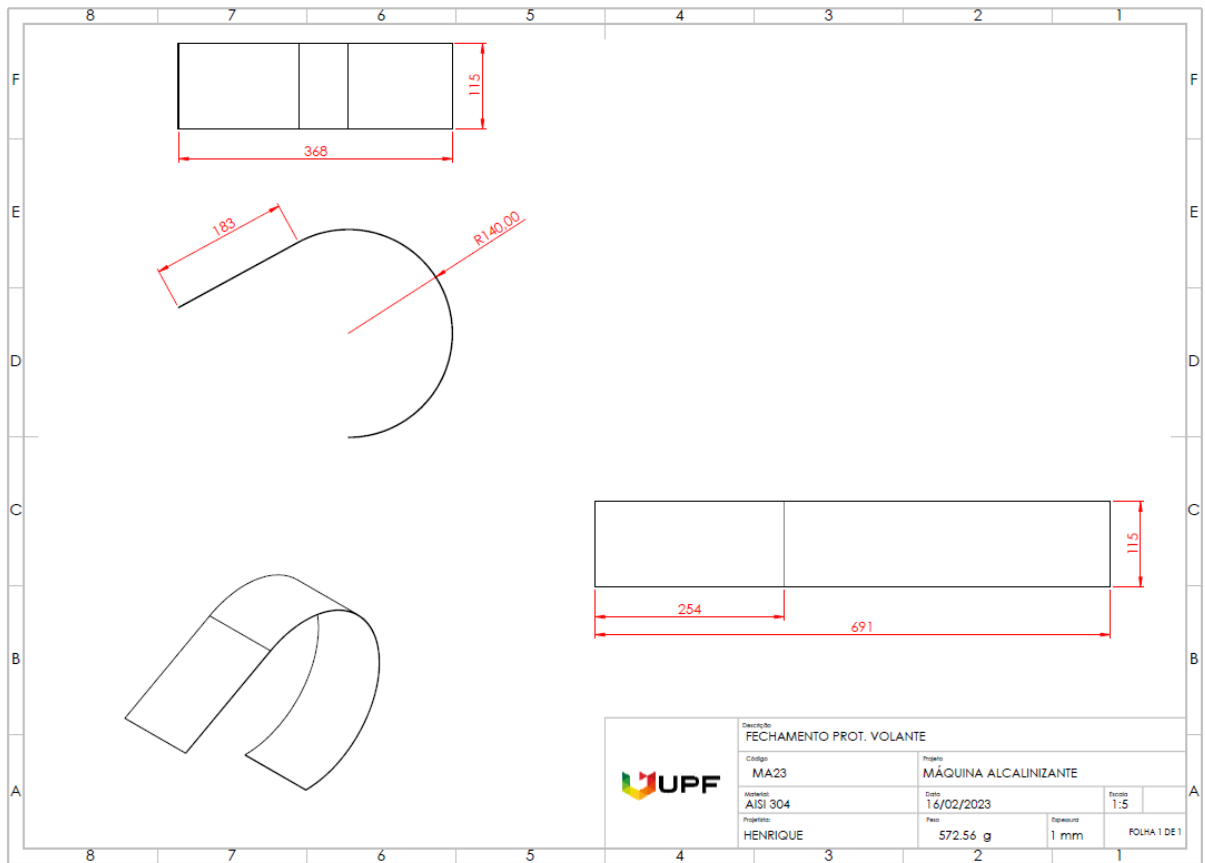 8 7 6 5 4 3 2 1
F F
115
368
E E
183
R140,00
D D
C C
115
254
691
B B
Descrição
FECHAMENTO PROT. VOLANTE
Código
MA23
Projeto
MÁQUINA ALCALINIZANTE
A A
UPF
Material:
AISI 304
Data
16/02/2023
Escala
1:5
Projetista:
HENRIQUE
Peso
572.56 g
Espessura
1 mm
FOLHA 1 DE 1
8 7 6 5 4 3 2 1